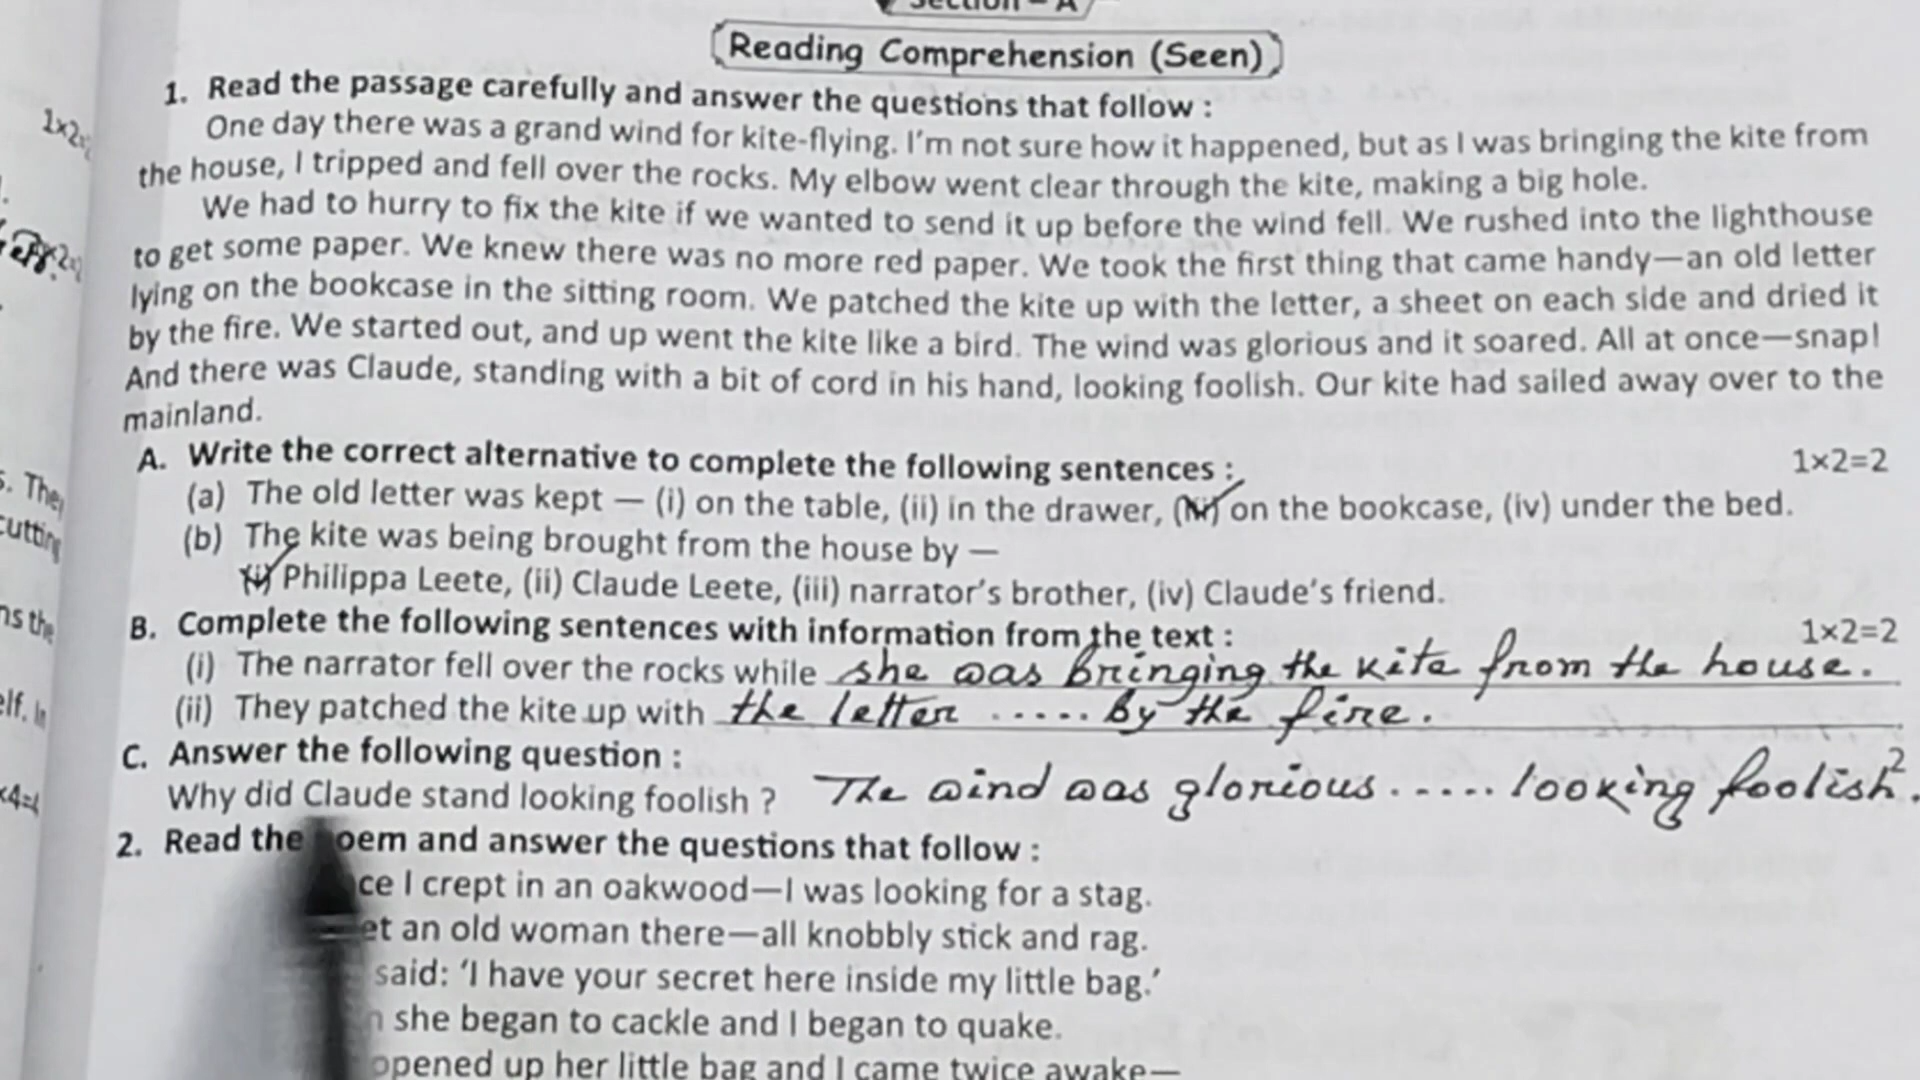 Section – A
Reading Comprehension (Seen)
1. Read the passage carefully and answer the questions that follow :
One day there was a grand wind for kite-flying. I'm not sure how it happened, but as I was bringing the kite from
the house, I tripped and fell over the rocks. My elbow went clear through the kite, making a big hole.
We had to hurry to fix the kite if we wanted to send it up before the wind fell. We rushed into the lighthouse
to get some paper. We knew there was no more red paper. We took the first thing that came handy—an old letter
lying on the bookcase in the sitting room. We patched the kite up with the letter, a sheet on each side and dried it
by the fire. We started out, and up went the kite like a bird. The wind was glorious and it soared. All at once—snap!
And there was Claude, standing with a bit of cord in his hand, looking foolish. Our kite had sailed away over to the
mainland.
A. Write the correct alternative to complete the following sentences : 1×2=2
(a) The old letter was kept — (i) on the table, (ii) in the drawer, (iii) on the bookcase, (iv) under the bed.
(b) The kite was being brought from the house by —
(i) Philippa Leete, (ii) Claude Leete, (iii) narrator's brother, (iv) Claude's friend.
B. Complete the following sentences with information from the text : 1×2=2
(i) The narrator fell over the rocks while she was bringing the kite from the house.
(ii) They patched the kite up with the letter ..... by the fire.
C. Answer the following question :
Why did Claude stand looking foolish ? The wind was glorious ..... looking foolish. 2
2. Read the poem and answer the questions that follow :
I crept in an oakwood—I was looking for a stag.
an old woman there—all knobbly stick and rag.
said: 'I have your secret here inside my little bag.'
she began to cackle and I began to quake.
opened up her little bag and I came twice awake—